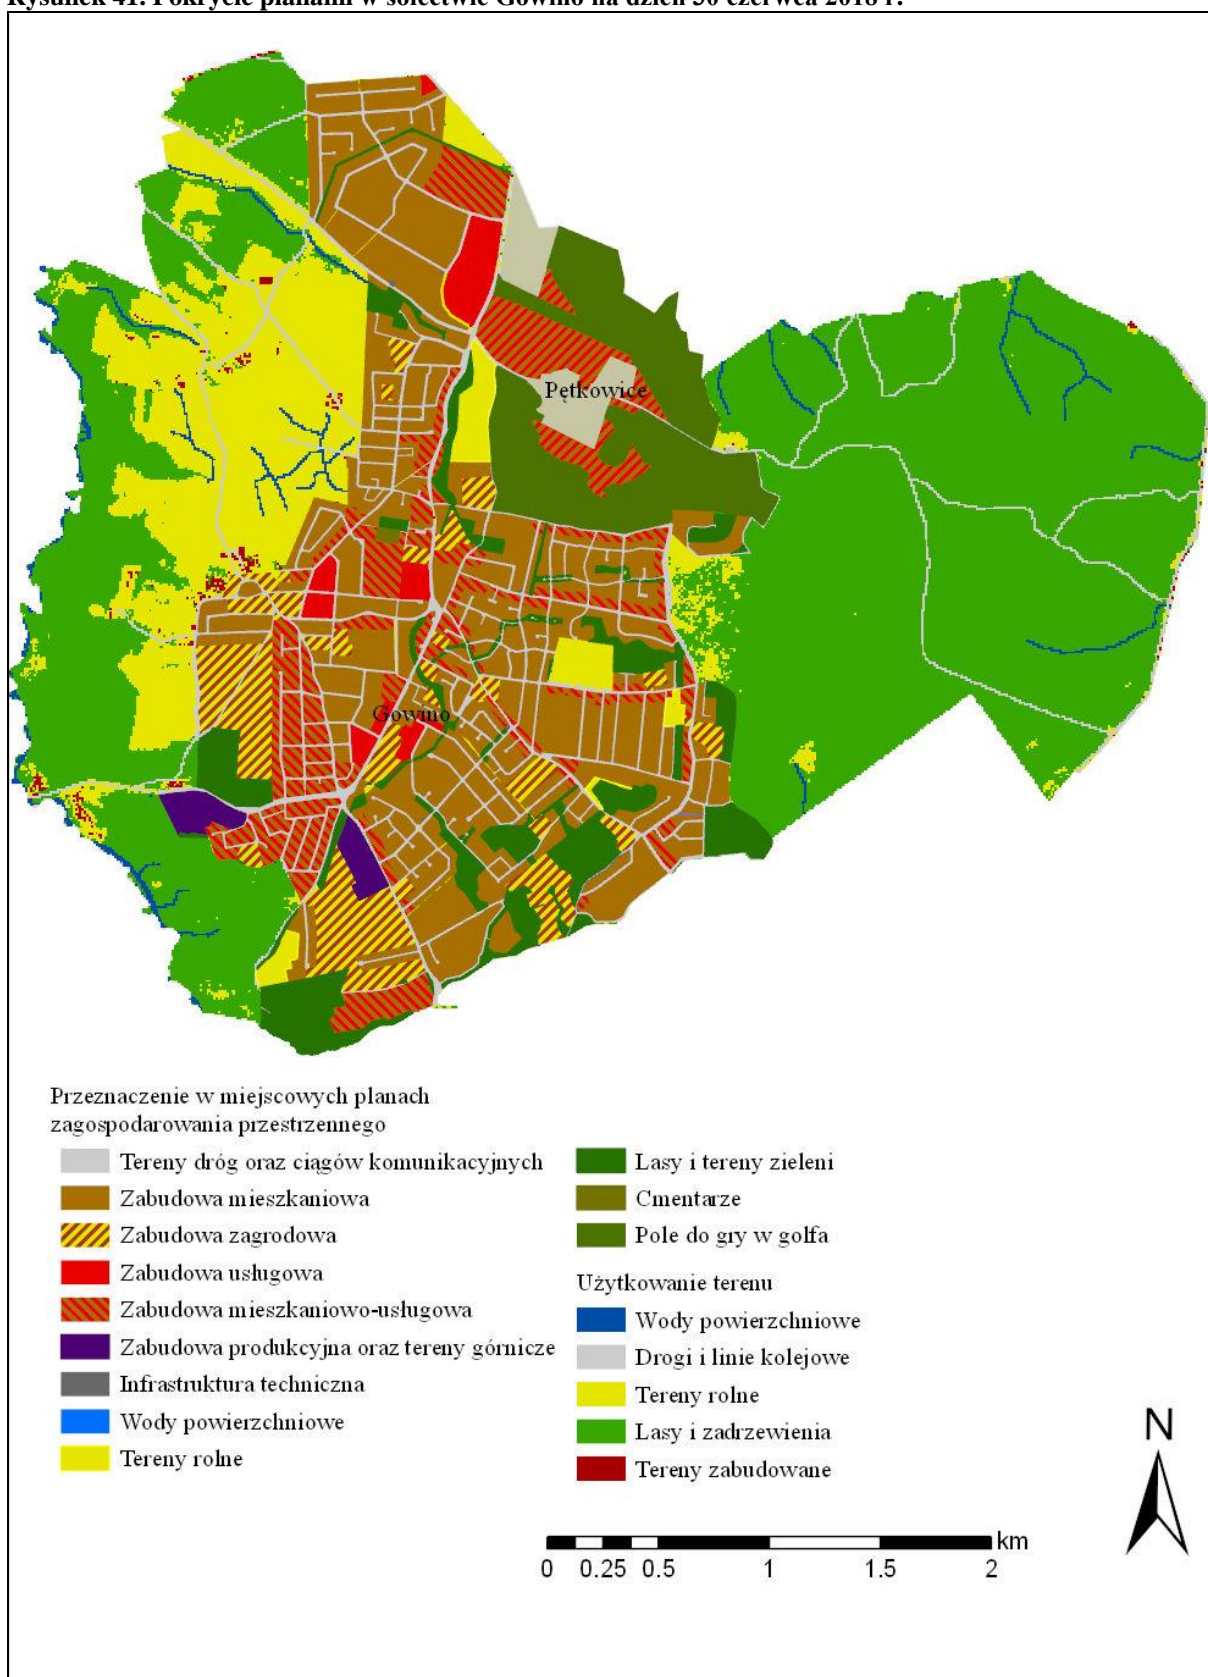 Rysunek 41. Pokrycie planami w sołectwie Gowino na dzień 30 czerwca 2018 r.
Pętkowice
Gowino
Przeznaczenie w miejscowych planach
zagospodarowania przestrzennego
Tereny dróg oraz ciągów komunikacyjnych
Zabudowa mieszkaniowa
Zabudowa zagrodowa
Zabudowa usługowa
Zabudowa mieszkaniowo-usługowa
Zabudowa produkcyjna oraz tereny górnicze
Infrastruktura techniczna
Wody powierzchniowe
Tereny rolne
Lasy i tereny zieleni
Cmentarze
Pole do gry w golfa
Użytkowanie terenu
Wody powierzchniowe
Drogi i linie kolejowe
Tereny rolne
Lasy i zadrzewienia
Tereny zabudowane
N
km
0 0.25 0.5 1 1.5 2